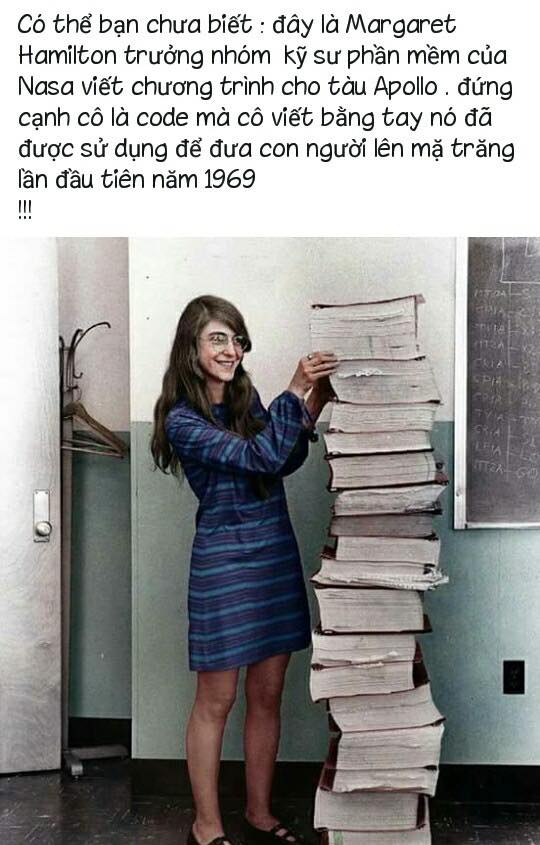 Có thể bạn chưa biết : đây là Margaret
Hamilton trưởng nhóm kỹ sư phần mềm của
Nasa viết chương trình cho tàu Apollo . đứng
cạnh cô là code mà cô viết bằng tay nó đã
được sử dụng để đưa con người lên mặ trăng
lần đầu tiên năm 1969
!!!